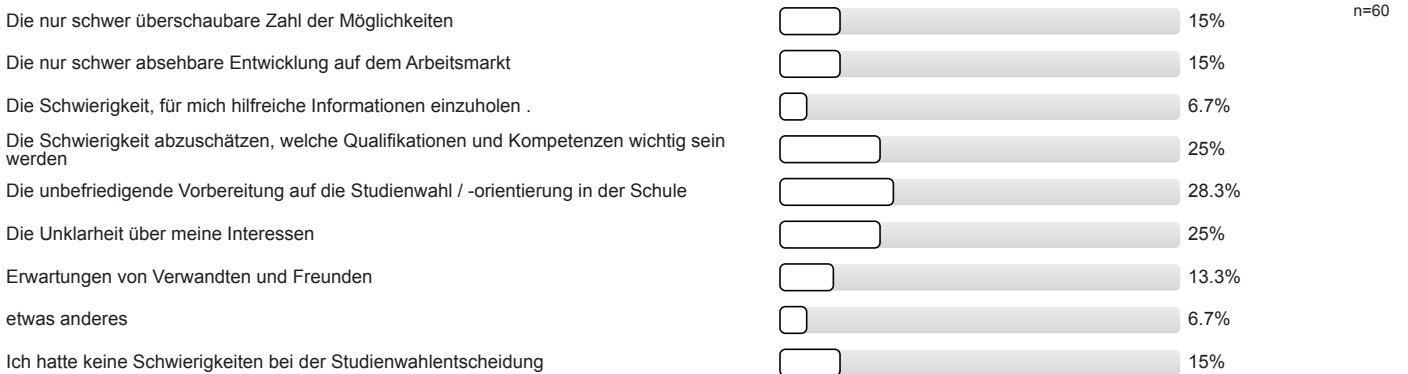 Die nur schwer überschaubare Zahl der Möglichkeiten 15% n=60
Die nur schwer absehbare Entwicklung auf dem Arbeitsmarkt 15%
Die Schwierigkeit, für mich hilfreiche Informationen einzuholen . 6.7%
Die Schwierigkeit abzuschätzen, welche Qualifikationen und Kompetenzen wichtig sein
werden 25%
Die unbefriedigende Vorbereitung auf die Studienwahl / -orientierung in der Schule 28.3%
Die Unklarheit über meine Interessen 25%
Erwartungen von Verwandten und Freunden 13.3%
etwas anderes 6.7%
Ich hatte keine Schwierigkeiten bei der Studienwahlentscheidung 15%